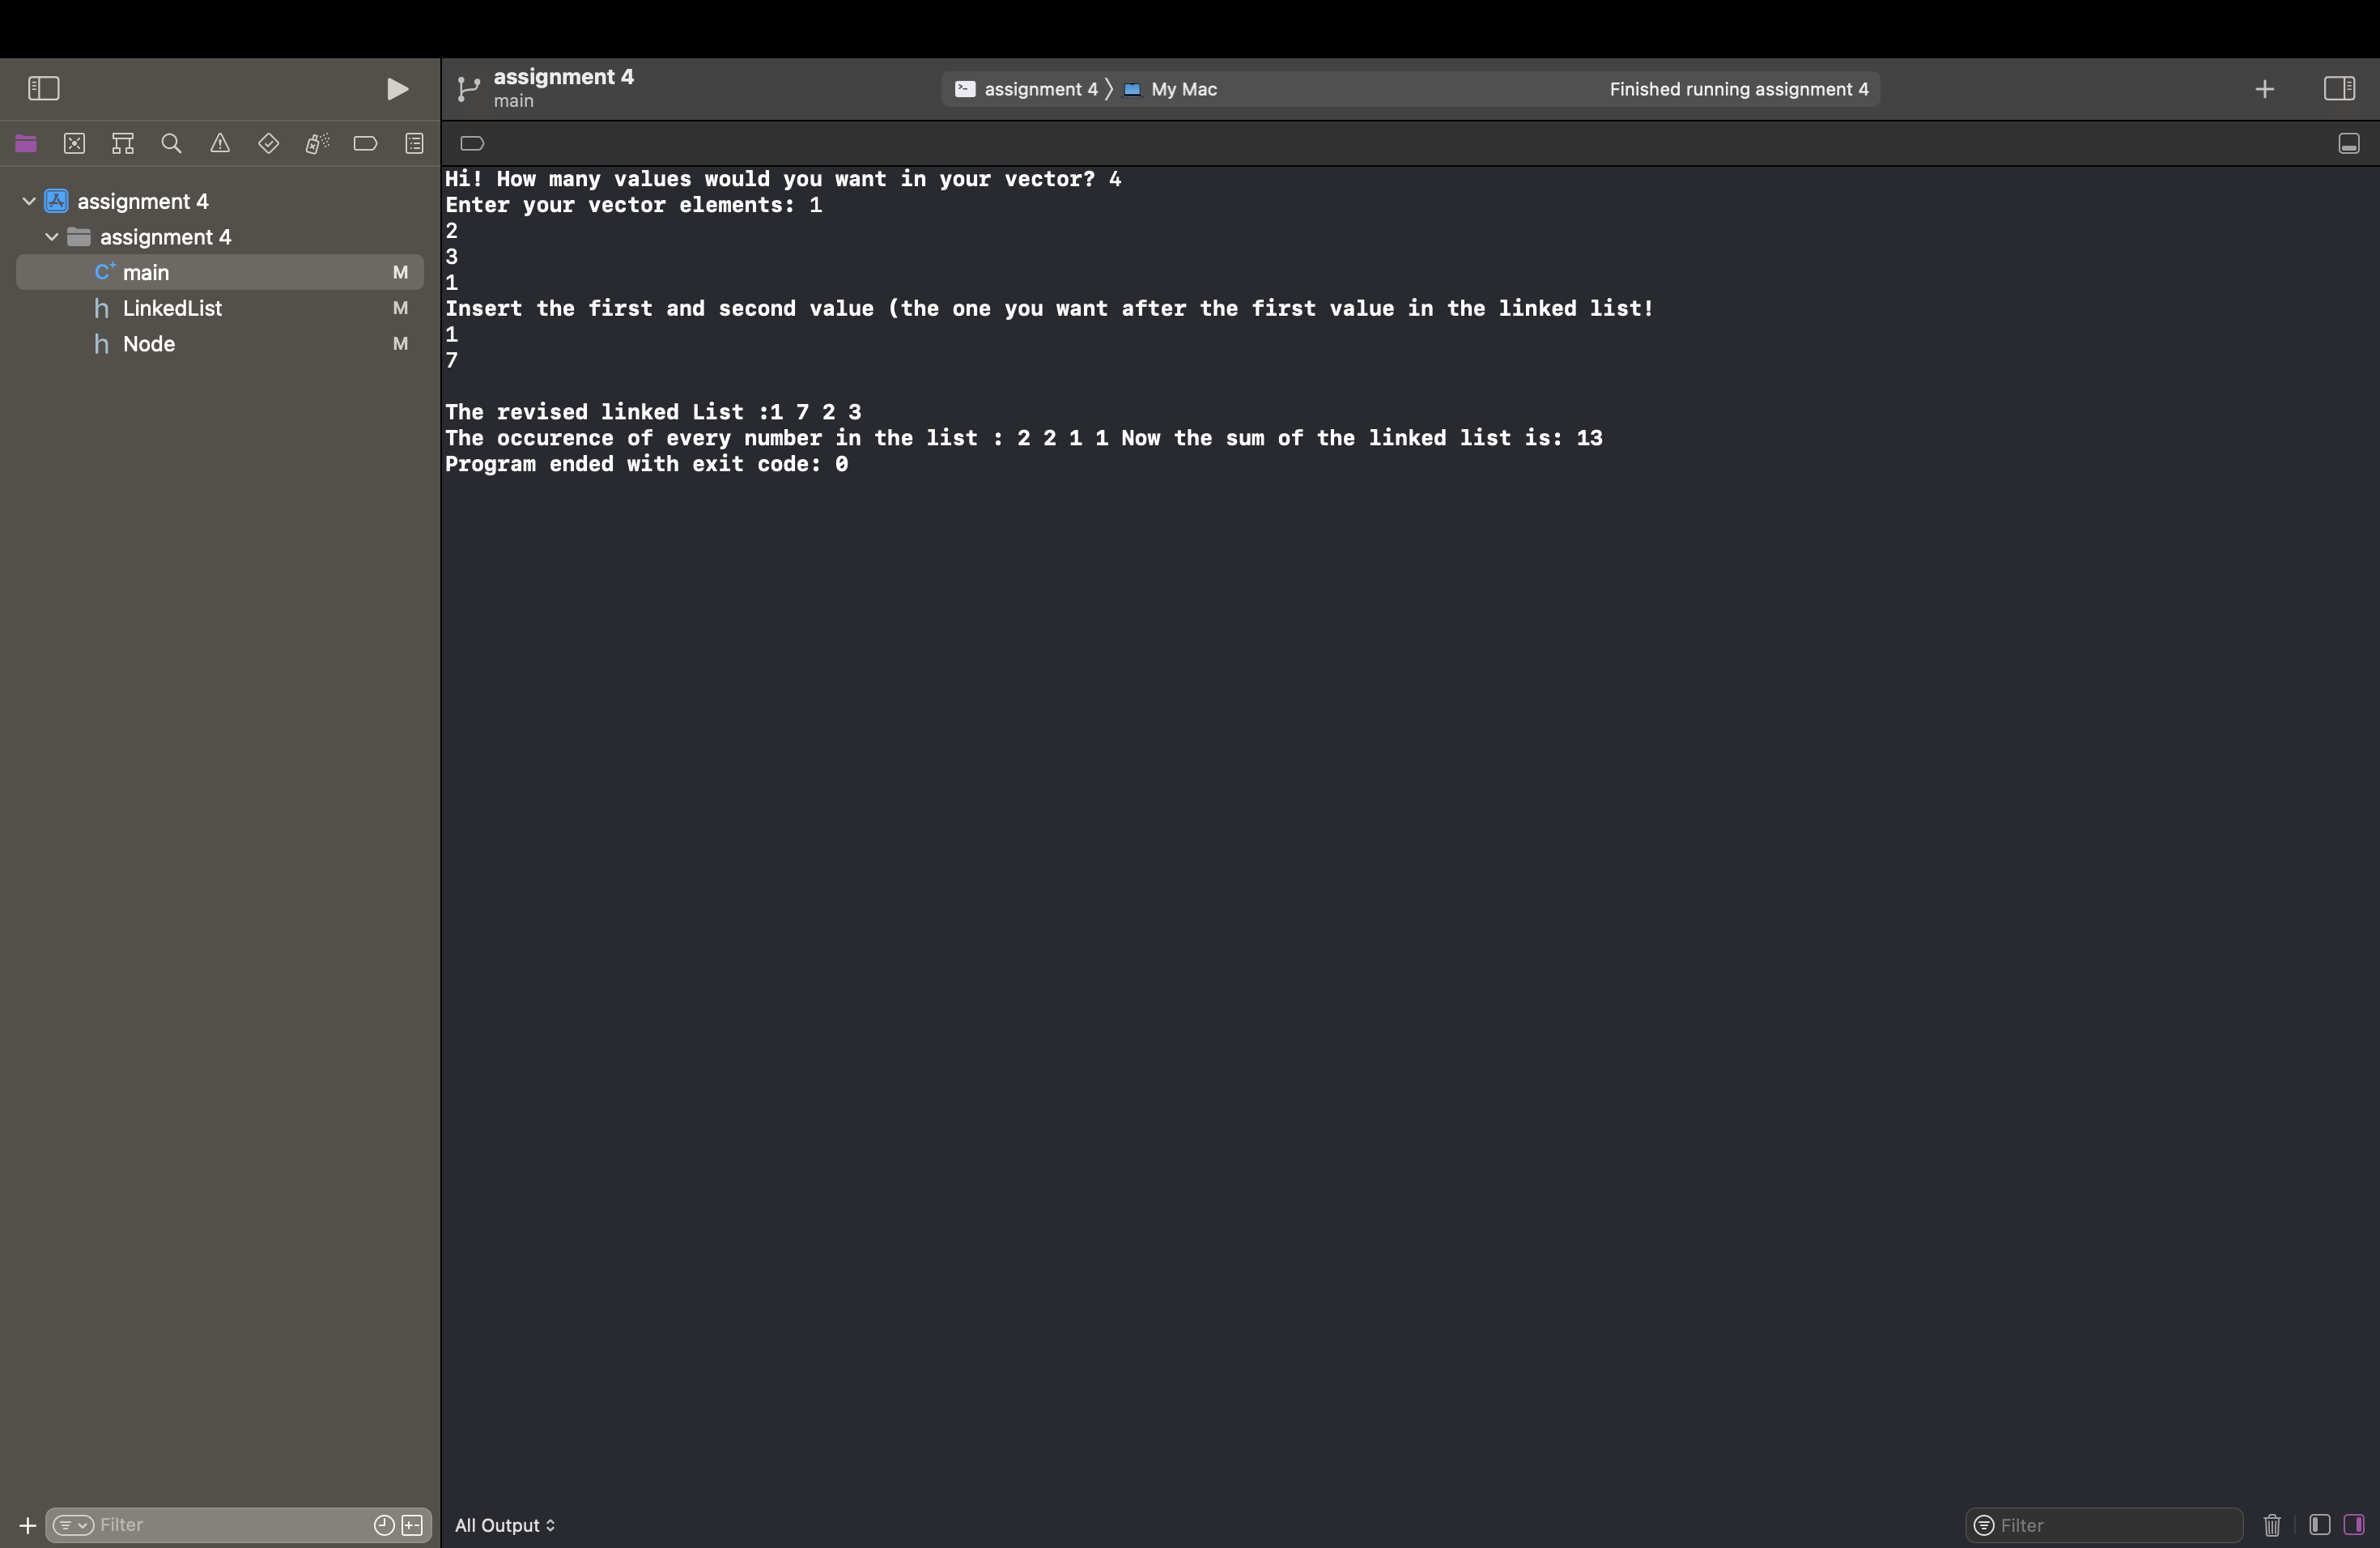 assignment 4
main
assignment 4 〉 My Mac
Finished running assignment 4
assignment 4
assignment 4
main M
LinkedList M
Node M
Hi! How many values would you want in your vector? 4
Enter your vector elements: 1
2
3
1
Insert the first and second value (the one you want after the first value in the linked list!
1
7
The revised linked List :1 7 2 3
The occurence of every number in the list : 2 2 1 1 Now the sum of the linked list is: 13
Program ended with exit code: 0
Filter
All Output
Filter